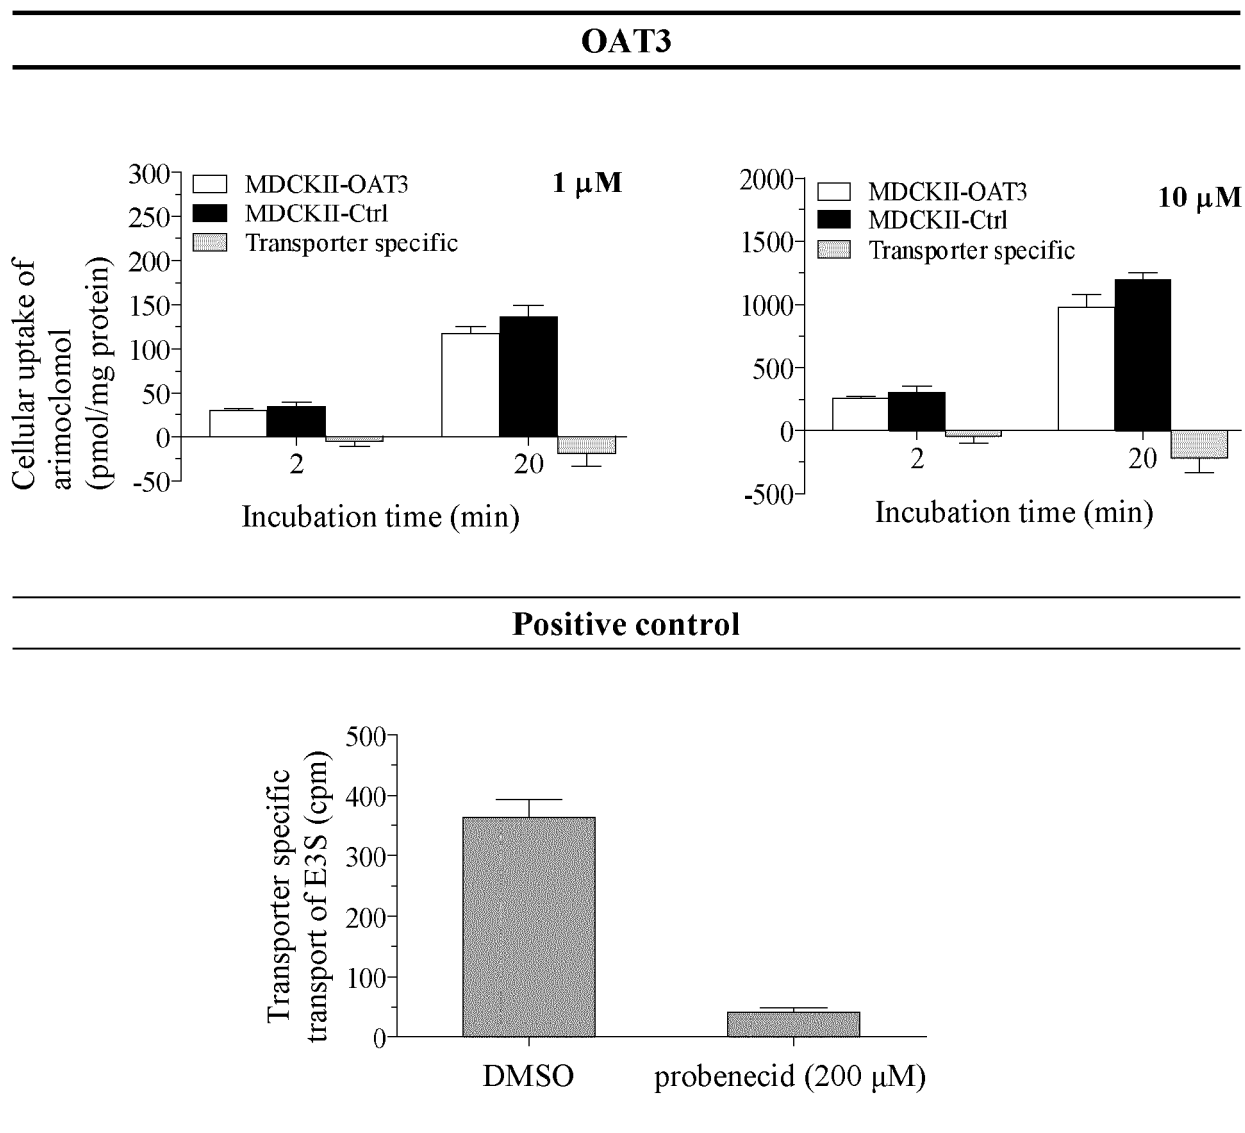 OAT3
Cellular uptake of
arimoclomol
(pmol/mg protein)
300
250
200
150
100
50
0
-50
MDCKII-OAT3
MDCKII-Ctrl
Transporter specific
1 μM
2
20
Incubation time (min)
2000
1500
1000
500
0
-500
MDCKII-OAT3
MDCKII-Ctrl
Transporter specific
10 μM
2
20
Incubation time (min)
Positive control
Transporter specific
transport of E3S (cpm)
500
400
300
200
100
0
DMSO
probenecid (200 μM)